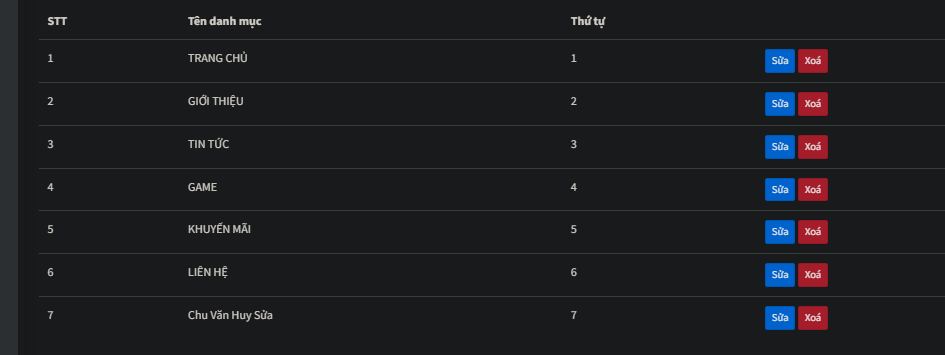 STT Tên danh mục Thứ tự
1 TRANG CHỦ 1 Sửa Xoá
2 GIỚI THIỆU 2 Sửa Xoá
3 TIN TỨC 3 Sửa Xoá
4 GAME 4 Sửa Xoá
5 KHUYẾN MÃI 5 Sửa Xoá
6 LIÊN HỆ 6 Sửa Xoá
7 Chu Văn Huy Sửa 7 Sửa Xoá